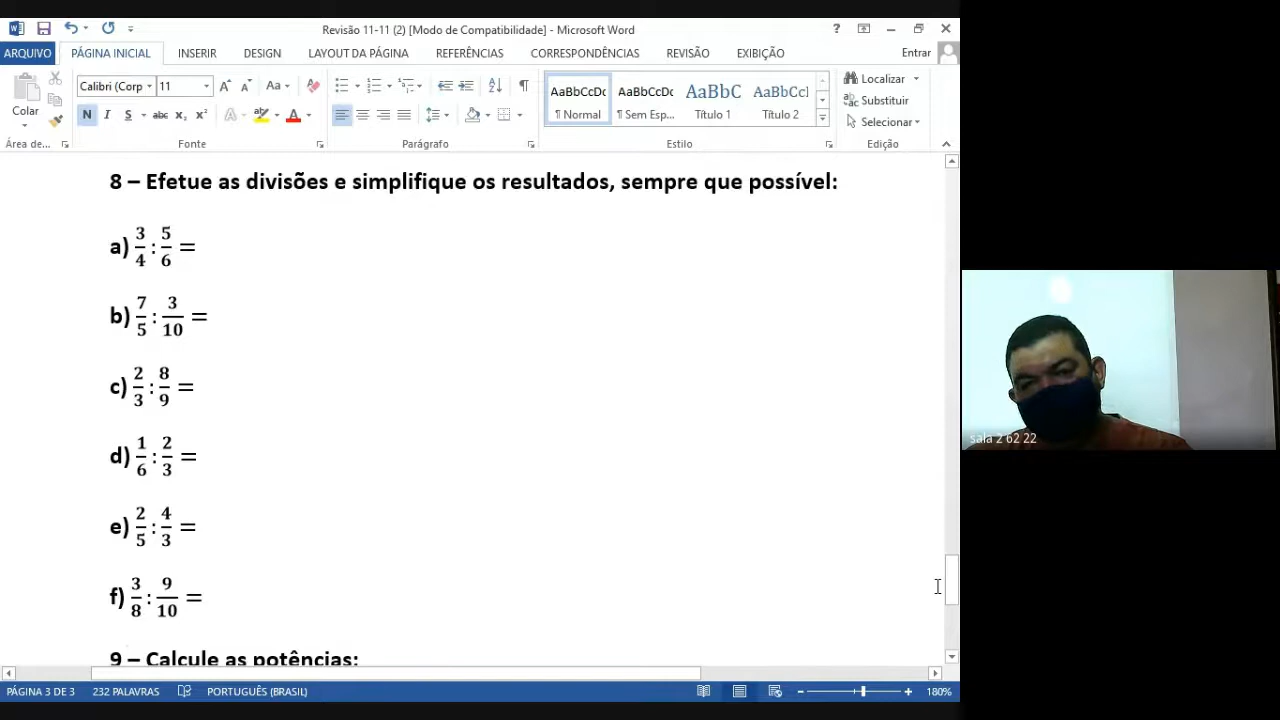 Revisão 11-11 (2) [Modo de Compatibilidade] - Microsoft Word
ARQUIVO PÁGINA INICIAL INSERIR DESIGN LAYOUT DA PÁGINA REFERÊNCIAS CORRESPONDÊNCIAS REVISÃO EXIBIÇÃO Entrar
Colar
Calibri (Corp 11
Aa
N I S abc x₂ x² A A
AaBbCcDc AaBbCcDc AaBbC AaBbCcI
¶ Normal ¶ Sem Esp... Título 1 Título 2
Localizar
Substituir
Selecionar
Área de... Fonte Parágrafo Estilo Edição
8 – Efetue as divisões e simplifique os resultados, sempre que possível:
a) 3/4 : 5/6 =
b) 7/5 : 3/10 =
c) 2/3 : 8/9 =
d) 1/6 : 2/3 =
e) 2/5 : 4/3 =
f) 3/8 : 9/10 =
9 – Calcule as potências:
PÁGINA 3 DE 3 232 PALAVRAS PORTUGUÊS (BRASIL) 180%
sala 2 62 22